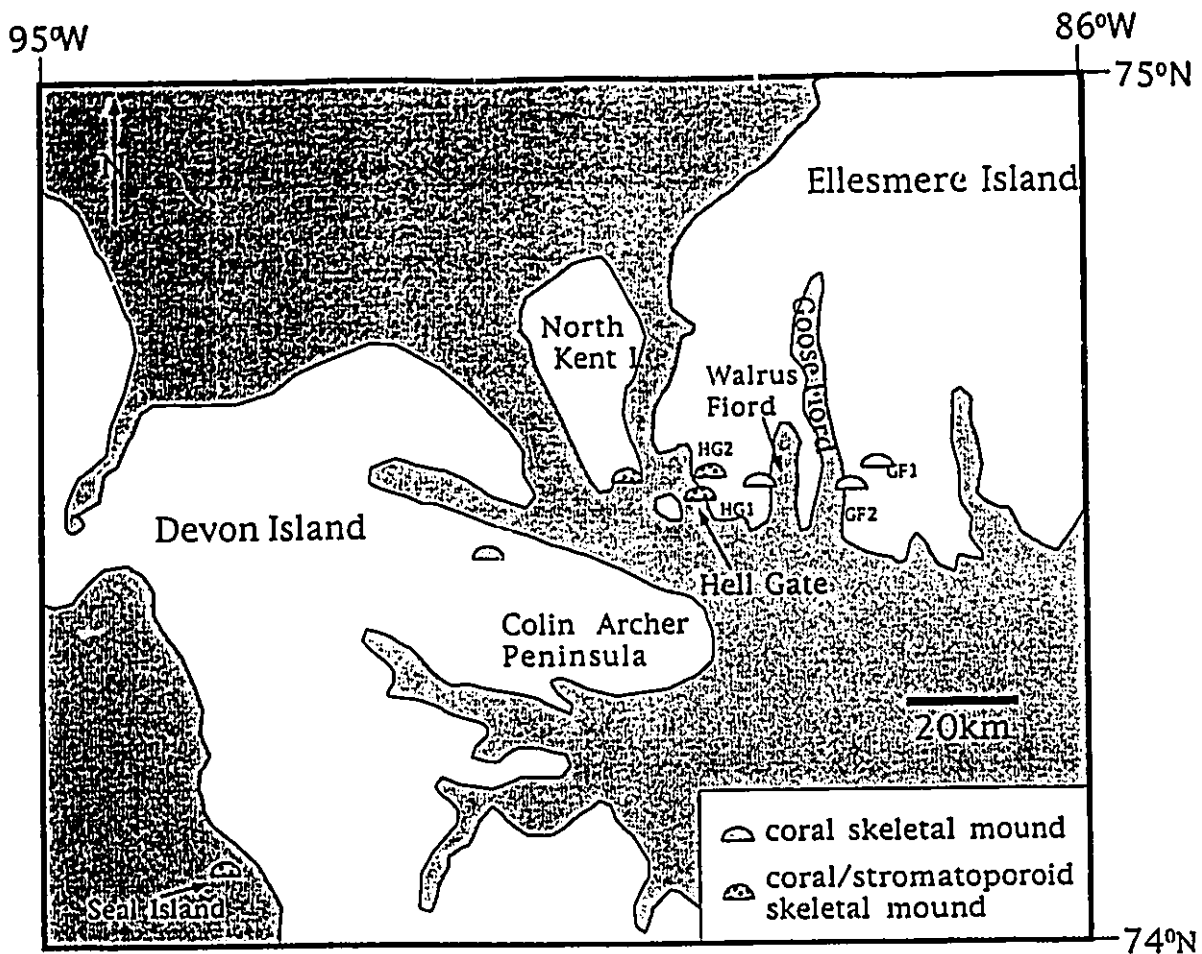 95°W
86°W
75°N
N
Ellesmere Island
North
Kent I
Goose Fiord
Walrus
Fiord
HG2
GF1
HG1
GF2
Devon Island
Hell Gate
Colin Archer
Peninsula
20km
coral skeletal mound
coral/stromatoporoid
skeletal mound
Seal Island
74°N